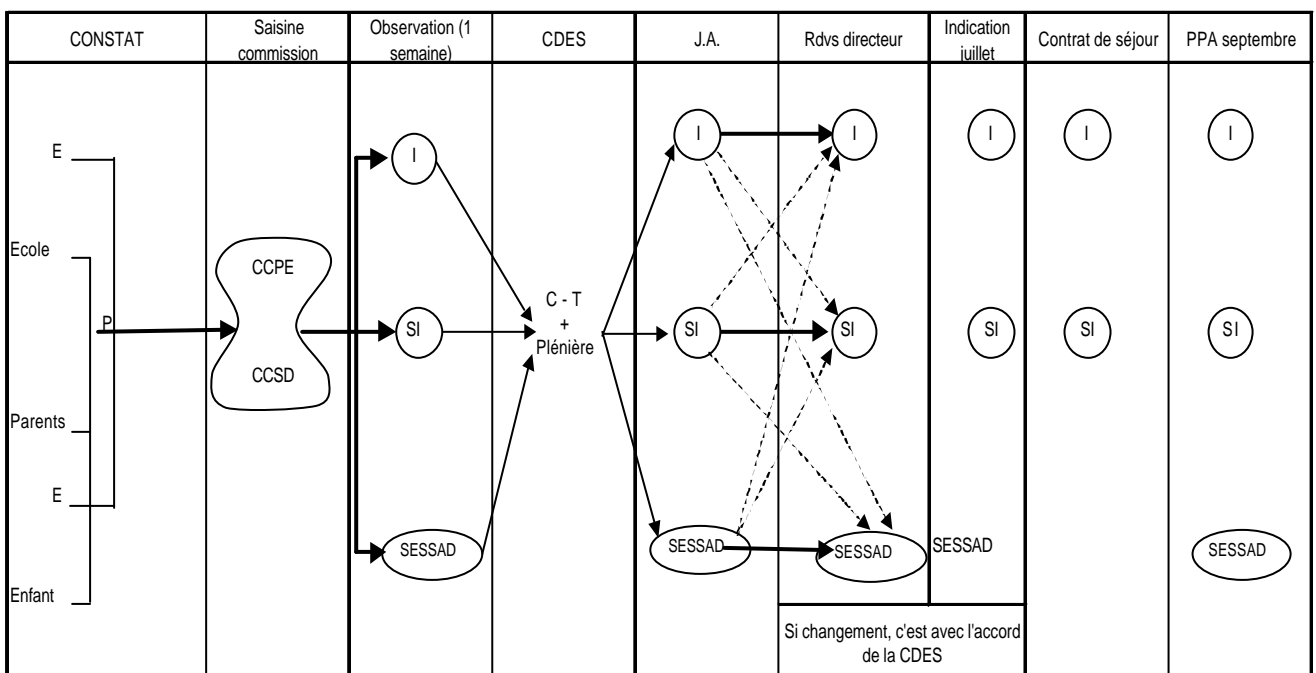 CONSTAT
Saisine
commission
Observation (1
semaine)
CDES
J.A.
Rdvs directeur
Indication
juillet
Contrat de séjour
PPA septembre
E
Ecole
P
Parents
E
Enfant
CCPE
CCSD
I
SI
SESSAD
C - T
+
Plénière
I
SI
SESSAD
I
SI
SESSAD
I
SI
SESSAD
I
SI
I
SI
SESSAD
Si changement, c'est avec l'accord
de la CDES